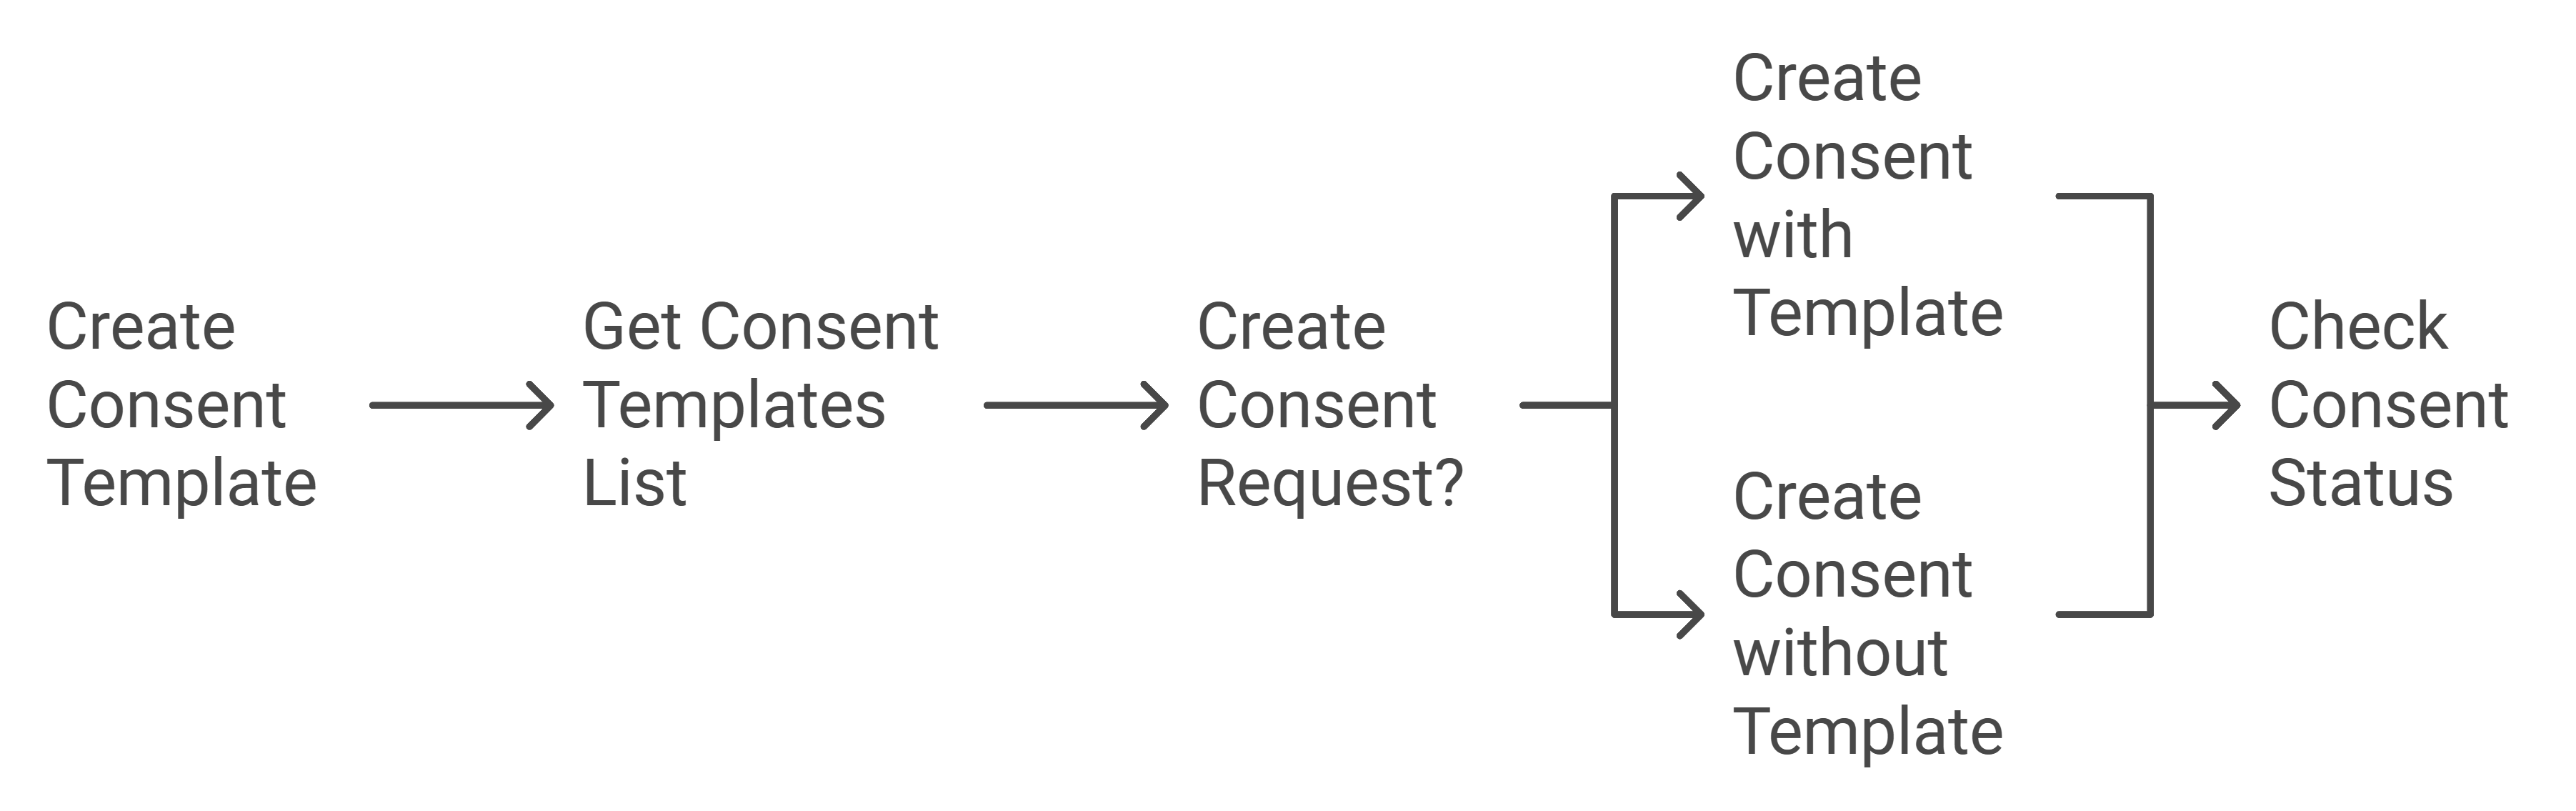 Create
Consent
Template
Get Consent
Templates
List
Create
Consent
Request?
Create
Consent
with
Template
Create
Consent
without
Template
Check
Consent
Status